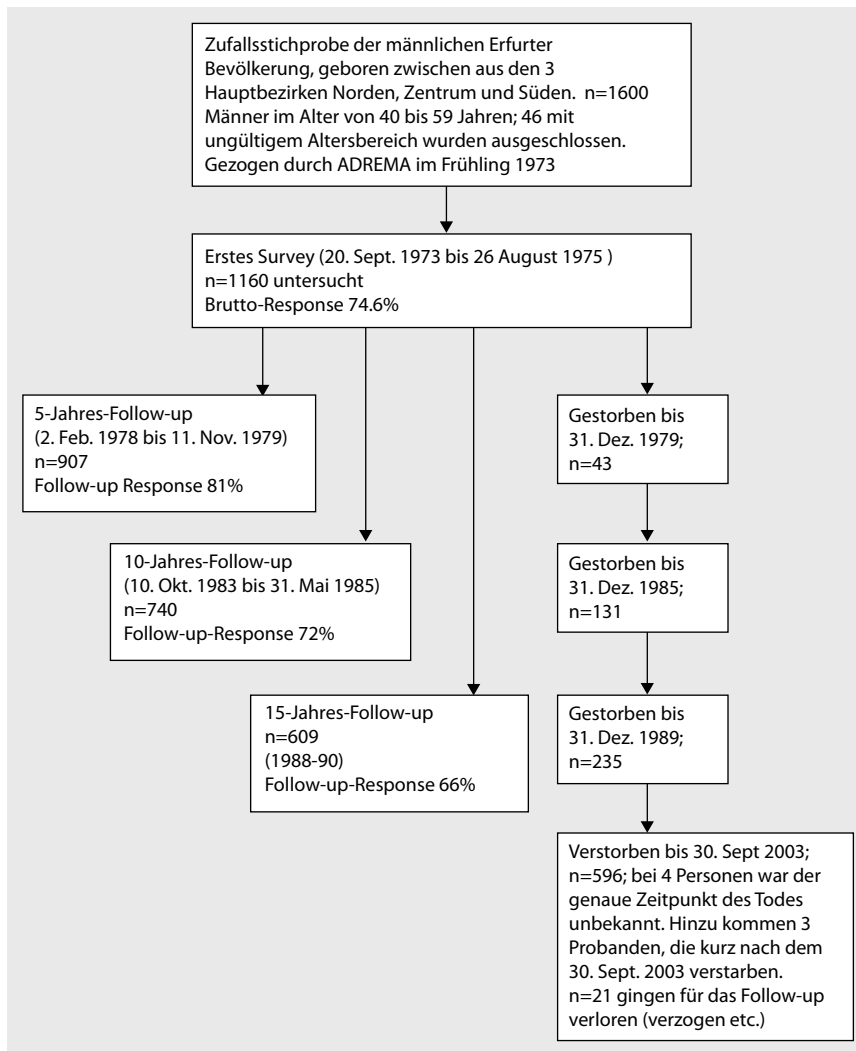 Zufallsstichprobe der männlichen Erfurter
Bevölkerung, geboren zwischen aus den 3
Hauptbezirken Norden, Zentrum und Süden.  n=1600
Männer im Alter von 40 bis 59 Jahren; 46 mit
ungültigem Altersbereich wurden ausgeschlossen.
Gezogen durch ADREMA im Frühling 1973
Erstes Survey (20. Sept. 1973 bis 26 August 1975 )
n=1160 untersucht
Brutto-Response 74.6%
5-Jahres-Follow-up
(2. Feb. 1978 bis 11. Nov. 1979)
n=907
Follow-up Response 81%
Gestorben bis
31. Dez. 1979;
n=43
10-Jahres-Follow-up
(10. Okt. 1983 bis 31. Mai 1985)
n=740
Follow-up-Response 72%
Gestorben bis
31. Dez. 1985;
n=131
15-Jahres-Follow-up
n=609
(1988-90)
Follow-up-Response 66%
Gestorben bis
31. Dez. 1989;
n=235
Verstorben bis 30. Sept 2003;
n=596; bei 4 Personen war der
genaue Zeitpunkt des Todes
unbekannt. Hinzu kommen 3
Probanden, die kurz nach dem
30. Sept. 2003 verstarben.
n=21 gingen für das Follow-up
verloren (verzogen etc.)